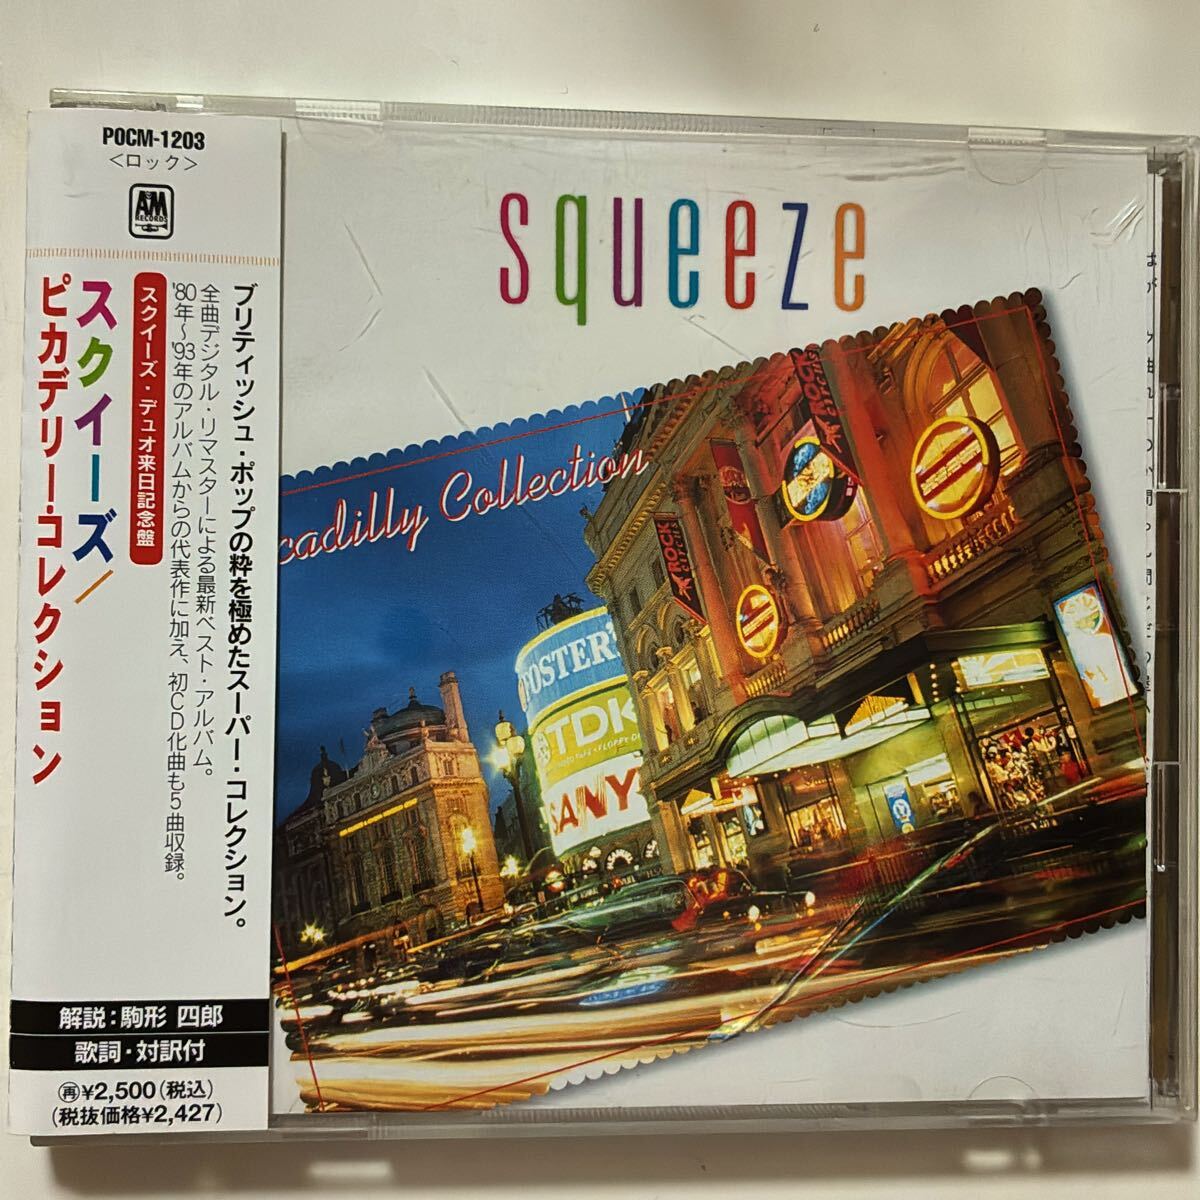 POCM-1203
<ロック>
A&M
RECORDS
スクイーズ/
ピカデリー・コレクション
スクイーズ・デュオ来日記念盤
ブリティッシュ・ポップの粋を極めたスーパー・コレクション。
全曲デジタル・リマスターによる最新ベスト・アルバム。
'80年〜'93年のアルバムからの代表作に加え、初CD化曲も5曲収録。
解説:駒形 四郎
歌詞・対訳付
再¥2,500(税込)
(税抜価格¥2,427)
squeeze
cadilly Collection
ROCK
CIRCUS
ROCK
CIRCUS
FOSTER'S
TDK
SANYO